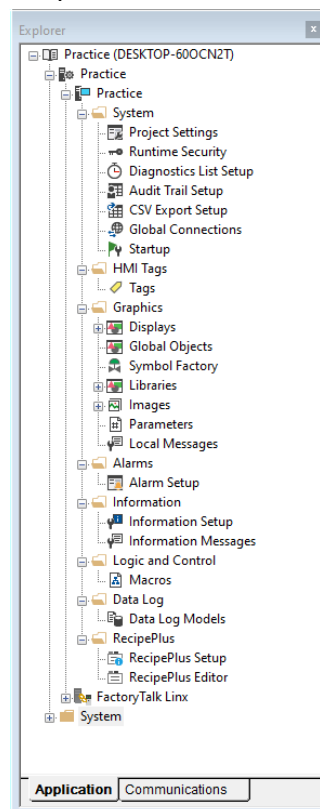 Explorer
x
Practice (DESKTOP-60OCN2T)
Practice
Practice
System
Project Settings
Runtime Security
Diagnostics List Setup
Audit Trail Setup
CSV Export Setup
Global Connections
Startup
HMI Tags
Tags
Graphics
Displays
Global Objects
Symbol Factory
Libraries
Images
Parameters
Local Messages
Alarms
Alarm Setup
Information
Information Setup
Information Messages
Logic and Control
Macros
Data Log
Data Log Models
RecipePlus
RecipePlus Setup
RecipePlus Editor
FactoryTalk Linx
System
Application Communications